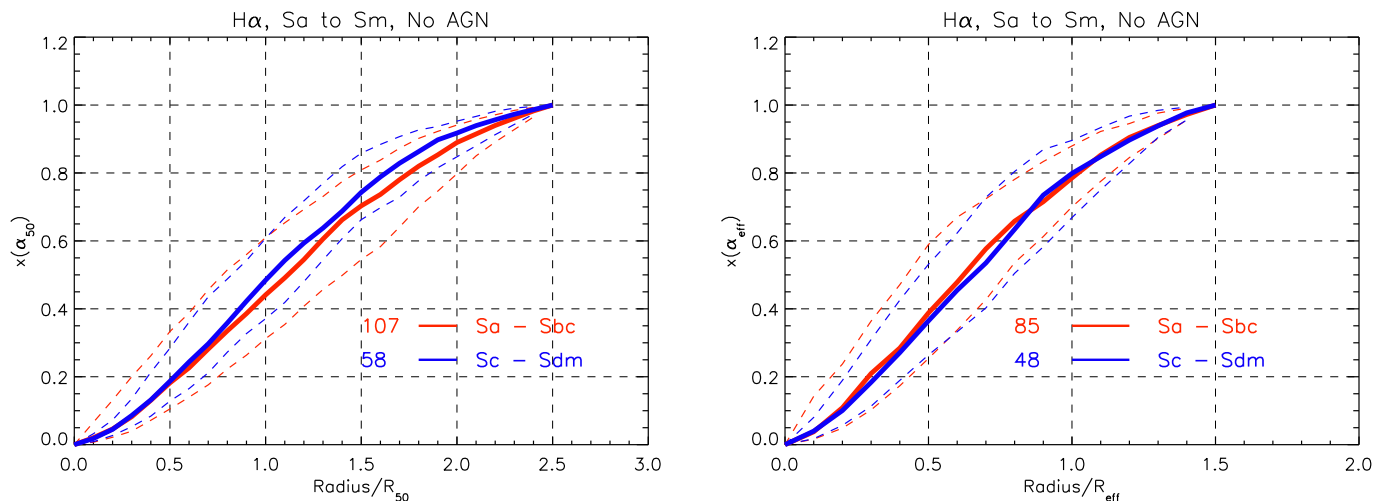 Hα, Sa to Sm, No AGN
1.2
1.0
0.8
0.6
0.4
0.2
0.0
x(α50)
107 Sa – Sbc
58 Sc – Sdm
0.0 0.5 1.0 1.5 2.0 2.5 3.0
Radius/R50
Hα, Sa to Sm, No AGN
1.2
1.0
0.8
0.6
0.4
0.2
0.0
x(αeff)
85 Sa – Sbc
48 Sc – Sdm
0.0 0.5 1.0 1.5 2.0
Radius/Reff